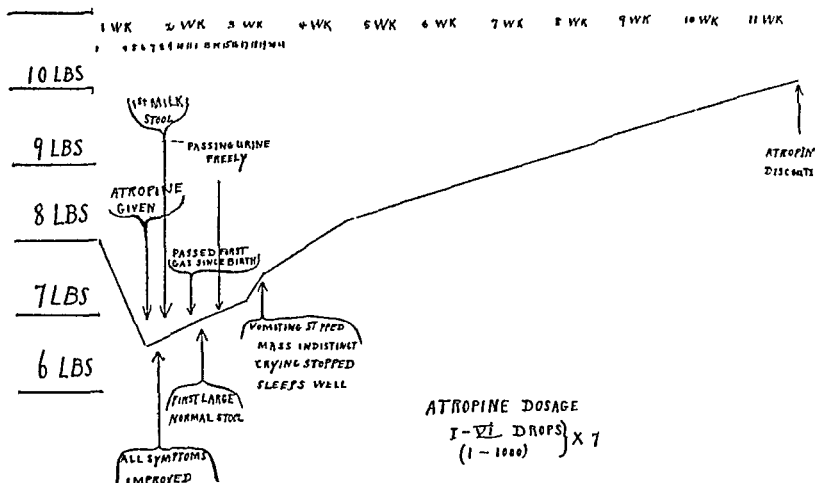 1 WK 2 WK 3 WK 4 WK 5 WK 6 WK 7 WK 8 WK 9 WK 10 WK 11 WK
10 LBS
9 LBS
8 LBS
7 LBS
6 LBS
1ST MILK
STOOL
PASSING URINE
FREELY
ATROPINE
GIVEN
PASSED FIRST
GAS SINCE BIRTH
ATROPIN
VOMITING ST PPED
MASS INDISTINCT
CRYING STOPPED
SLEEPS WELL
FIRST LARGE
NORMAL STOOL
ALL SYMPTOMS
IMPROVED
ATROPINE DOSAGE
I-VI DROPS
(1-1000)
X 7